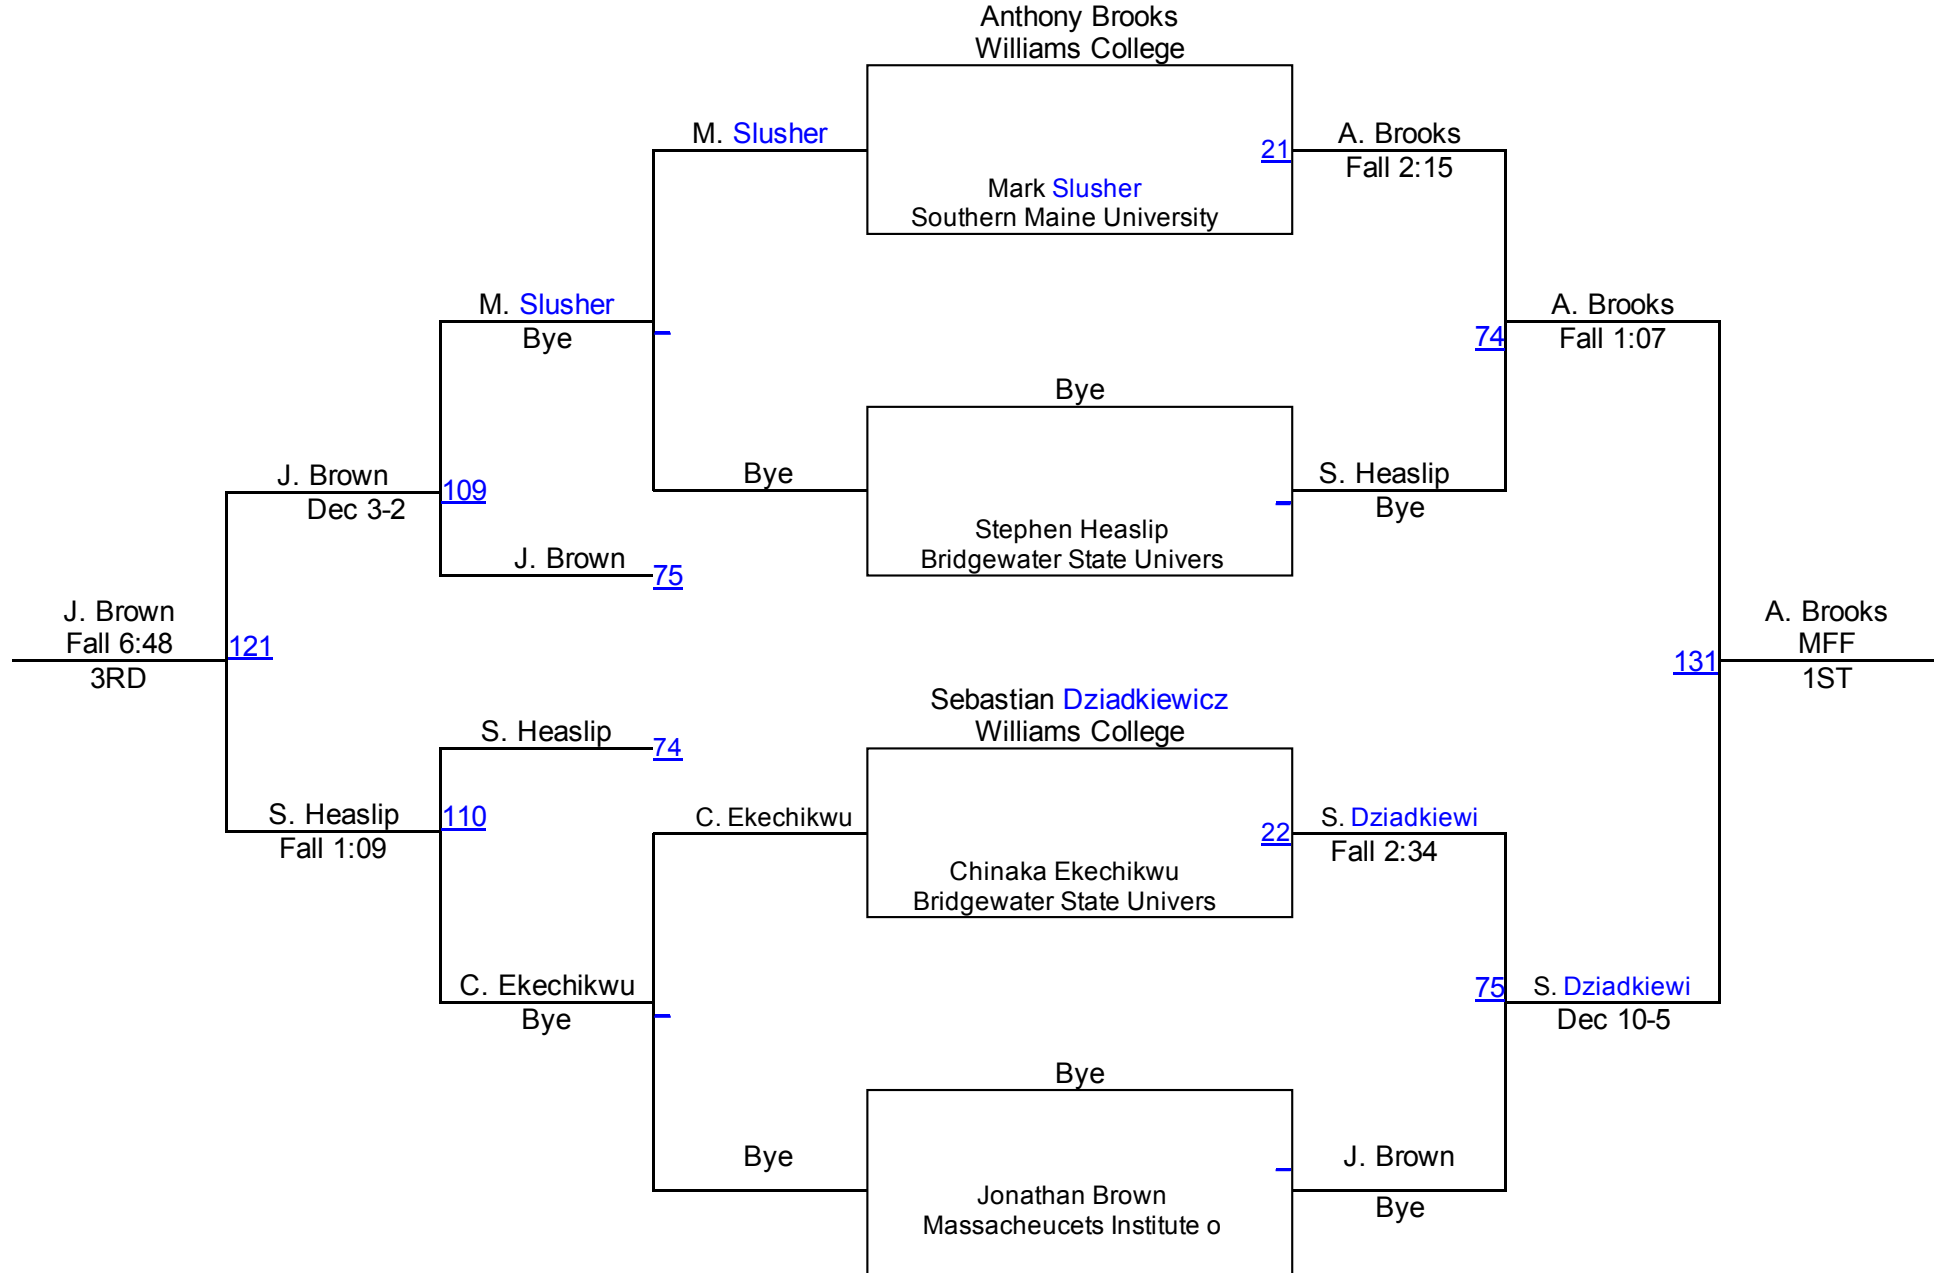 Anthony Brooks
Williams College
M. Slusher
21
A. Brooks
Fall 2:15
Mark Slusher
Southern Maine University
M. Slusher
Bye
A. Brooks
74
Fall 1:07
Bye
J. Brown
109
Dec 3-2
Bye
S. Heaslip
Bye
Stephen Heaslip
Bridgewater State Univers
J. Brown
75
J. Brown
Fall 6:48
121
3RD
A. Brooks
MFF
131
1ST
Sebastian Dziadkiewicz
Williams College
S. Heaslip
74
S. Heaslip
110
Fall 1:09
C. Ekechikwu
22
S. Dziadkiewi
Fall 2:34
Chinaka Ekechikwu
Bridgewater State Univers
C. Ekechikwu
Bye
75
S. Dziadkiewi
Dec 10-5
Bye
Bye
J. Brown
Bye
Jonathan Brown
Massacheucets Institute o